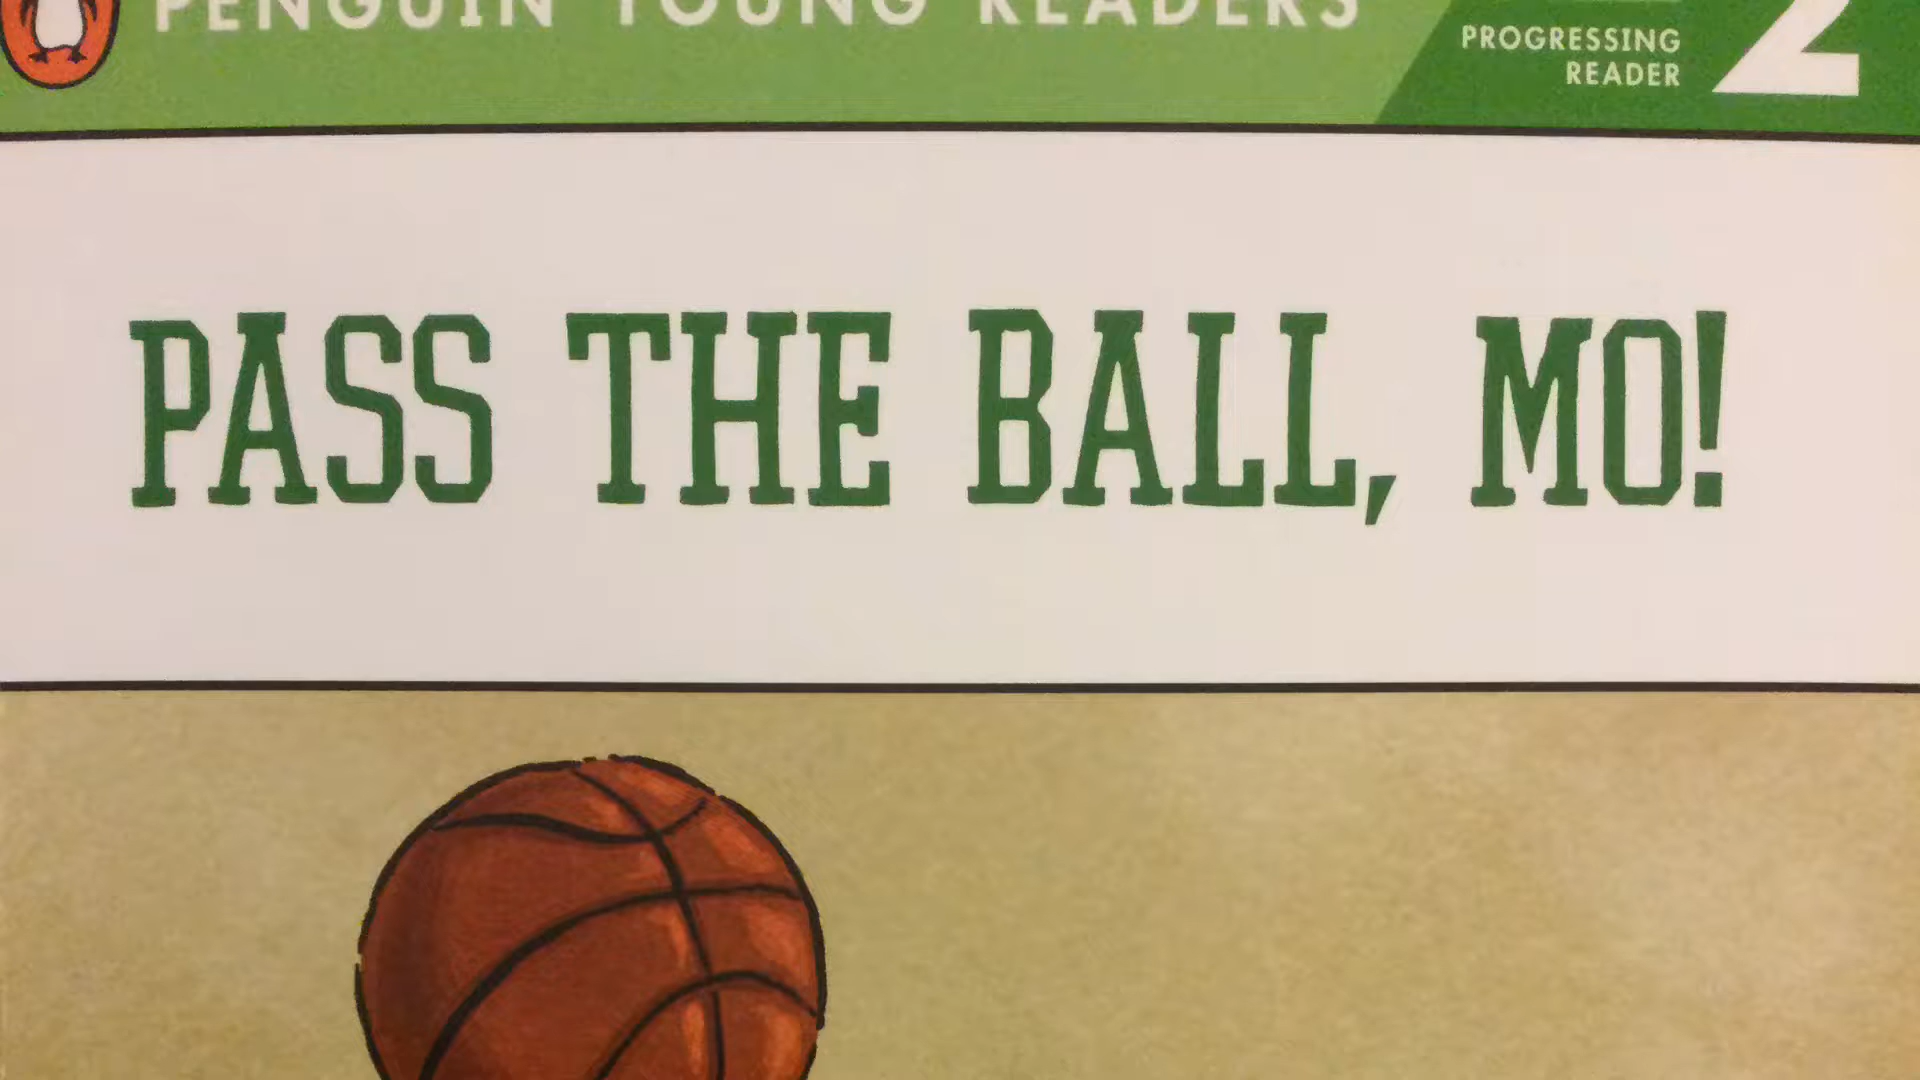 PENGUIN YOUNG READERS
PROGRESSING
READER
2
PASS THE BALL, MO!